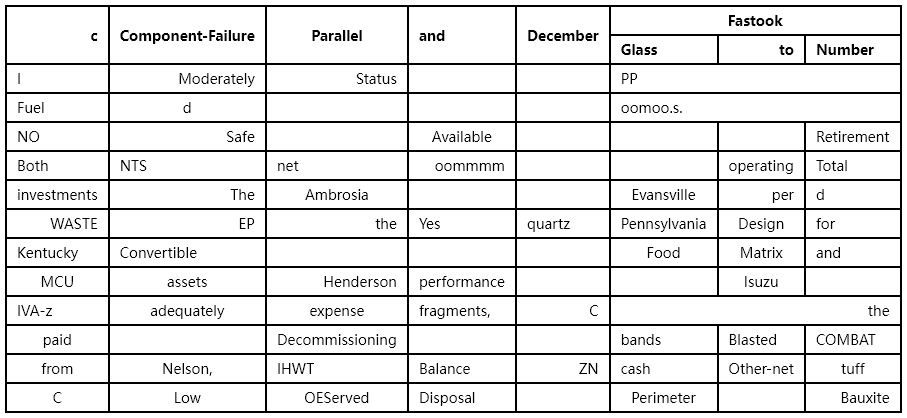 c Component-Failure Parallel and December Fastook
Glass to Number
I Moderately Status PP
Fuel d oomoo.s.
NO Safe Available Retirement
Both NTS net oommmm operating Total
investments The Ambrosia Evansville per d
WASTE EP the Yes quartz Pennsylvania Design for
Kentucky Convertible Food Matrix and
MCU assets Henderson performance Isuzu
IVA-z adequately expense fragments, C the
paid Decommissioning bands Blasted COMBAT
from Nelson, IHWT Balance ZN cash Other-net tuff
C Low OEServed Disposal Perimeter Bauxite